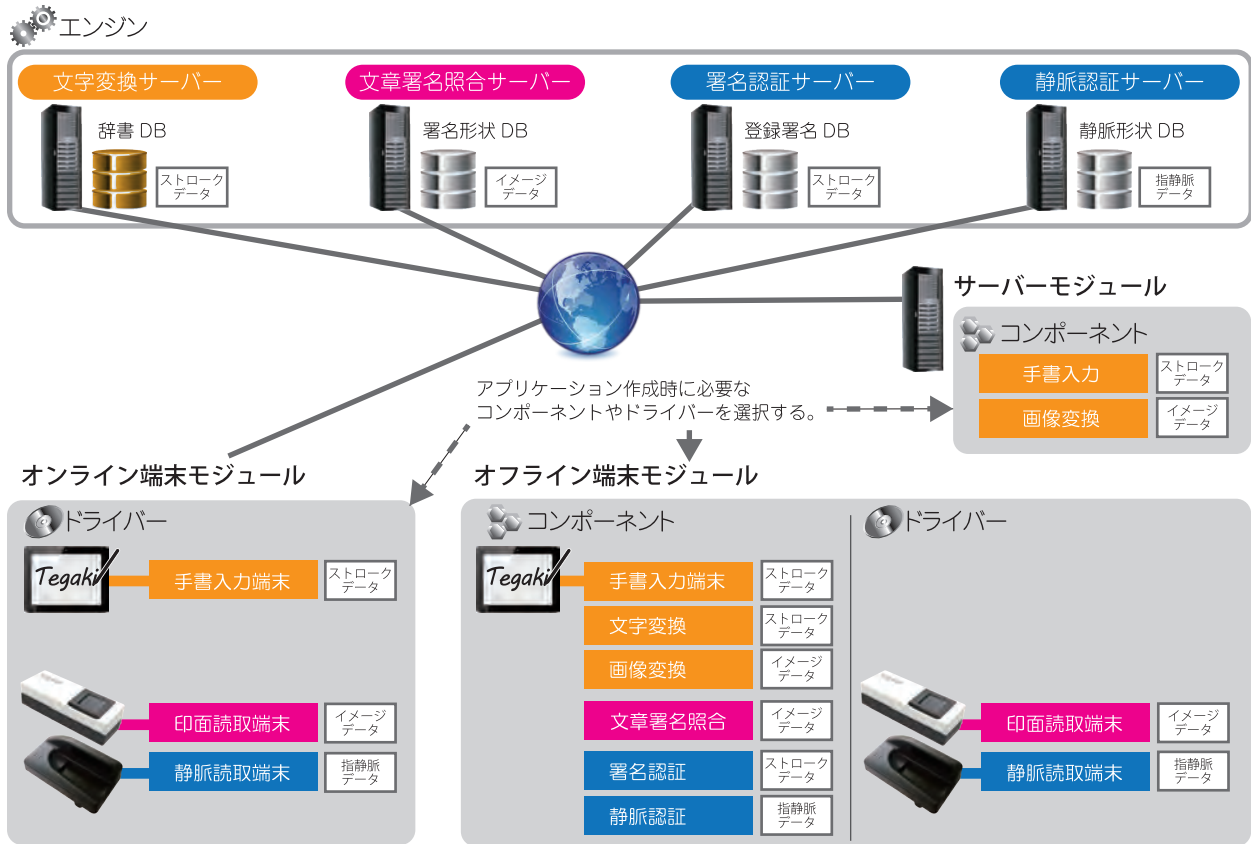 エンジン
文字変換サーバー
文章署名照合サーバー
署名認証サーバー
静脈認証サーバー
辞書 DB
ストローク
データ
署名形状 DB
イメージ
データ
登録署名 DB
ストローク
データ
静脈形状 DB
指静脈
データ
サーバーモジュール
コンポーネント
手書入力
ストローク
データ
画像変換
イメージ
データ
アプリケーション作成時に必要な
コンポーネントやドライバーを選択する。
オンライン端末モジュール
ドライバー
Tegaki
手書入力端末
ストローク
データ
印面読取端末
イメージ
データ
静脈読取端末
指静脈
データ
オフライン端末モジュール
コンポーネント
Tegaki
手書入力端末
ストローク
データ
文字変換
ストローク
データ
画像変換
イメージ
データ
文章署名照合
イメージ
データ
署名認証
ストローク
データ
静脈認証
指静脈
データ
ドライバー
印面読取端末
イメージ
データ
静脈読取端末
指静脈
データ